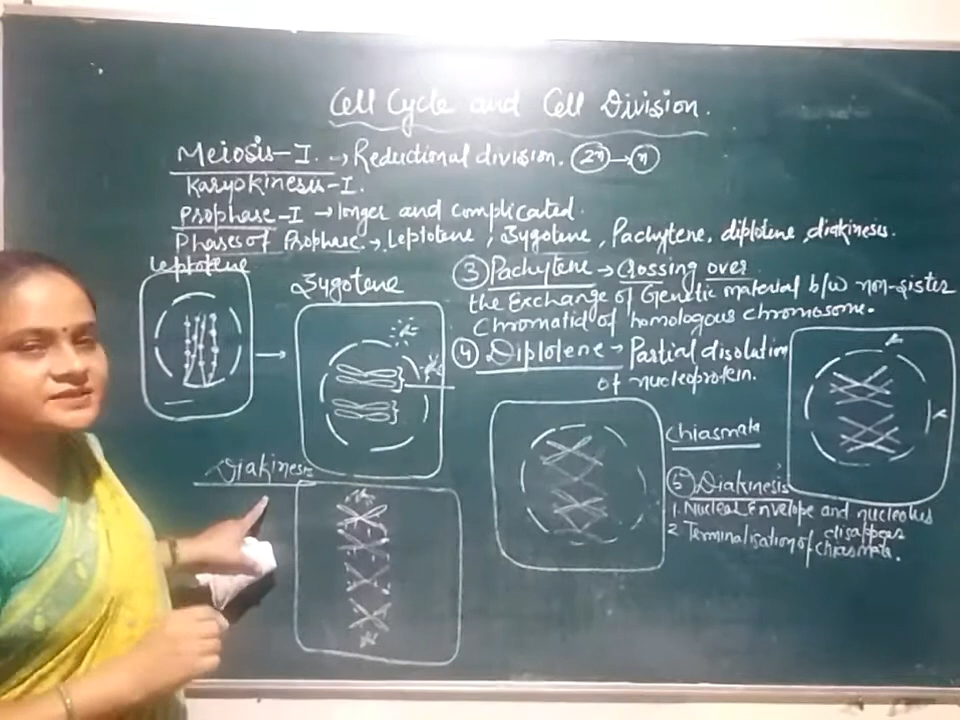 Cell Cycle and Cell Division.
Meiosis-I. → Reductional division. 2n → n
Karyokinesis-I.
Prophase-I → longer and complicated.
Phases of Prophase → Leptotene, Zygotene, Pachytene, diplotene, diakinesis.
Leptotene
Zygotene
③ Pachytene → Crossing over
the Exchange of Genetic material b/w non-sister
Chromatid of homologous chromosome.
④ Diplotene → Partial disolution
of nucleoprotein.
Chiasmata
Diakinesis
⑤ Diakinesis
1. Nuclear Envelope and nucleolus
disappear
2 Terminalisation of chiasmata.